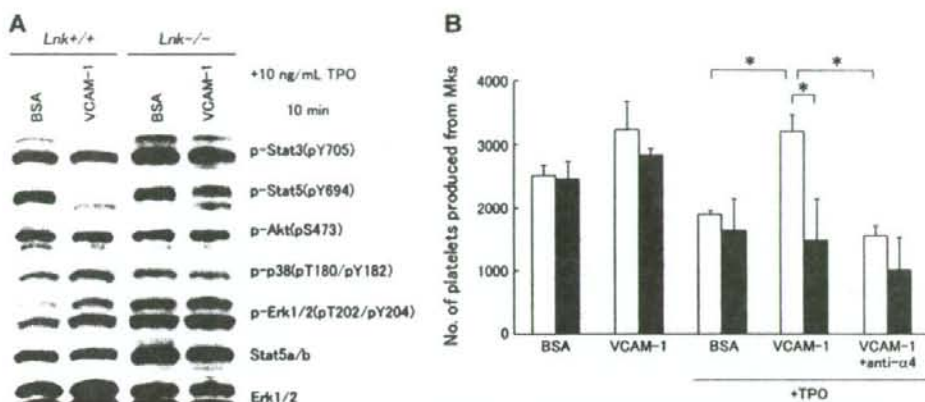 A
Lnk+/+ Lnk−/−
BSA VCAM-1 BSA VCAM-1
+10 ng/mL TPO
10 min
p-Stat3(pY705)
p-Stat5(pY694)
p-Akt(pS473)
p-p38(pT180/pY182)
p-Erk1/2(pT202/pY204)
Stat5a/b
Erk1/2
B
No. of platelets produced from Mks
4000
3000
2000
1000
0
* *
*
BSA VCAM-1 BSA VCAM-1 VCAM-1
+anti-α4
+TPO